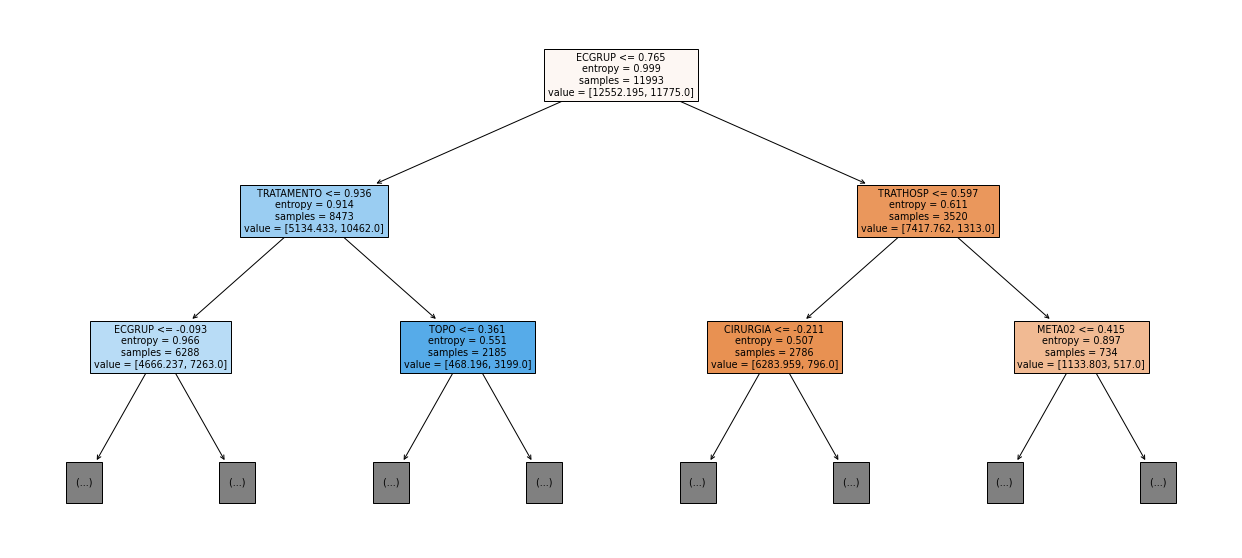 ECGRUP <= 0.765
entropy = 0.999
samples = 11993
value = [12552.195, 11775.0]
TRATAMENTO <= 0.936
entropy = 0.914
samples = 8473
value = [5134.433, 10462.0]
TRATHOSP <= 0.597
entropy = 0.611
samples = 3520
value = [7417.762, 1313.0]
ECGRUP <= -0.093
entropy = 0.966
samples = 6288
value = [4666.237, 7263.0]
TOPO <= 0.361
entropy = 0.551
samples = 2185
value = [468.196, 3199.0]
CIRURGIA <= -0.211
entropy = 0.507
samples = 2786
value = [6283.959, 796.0]
META02 <= 0.415
entropy = 0.897
samples = 734
value = [1133.803, 517.0]
(...)
(...)
(...)
(...)
(...)
(...)
(...)
(...)